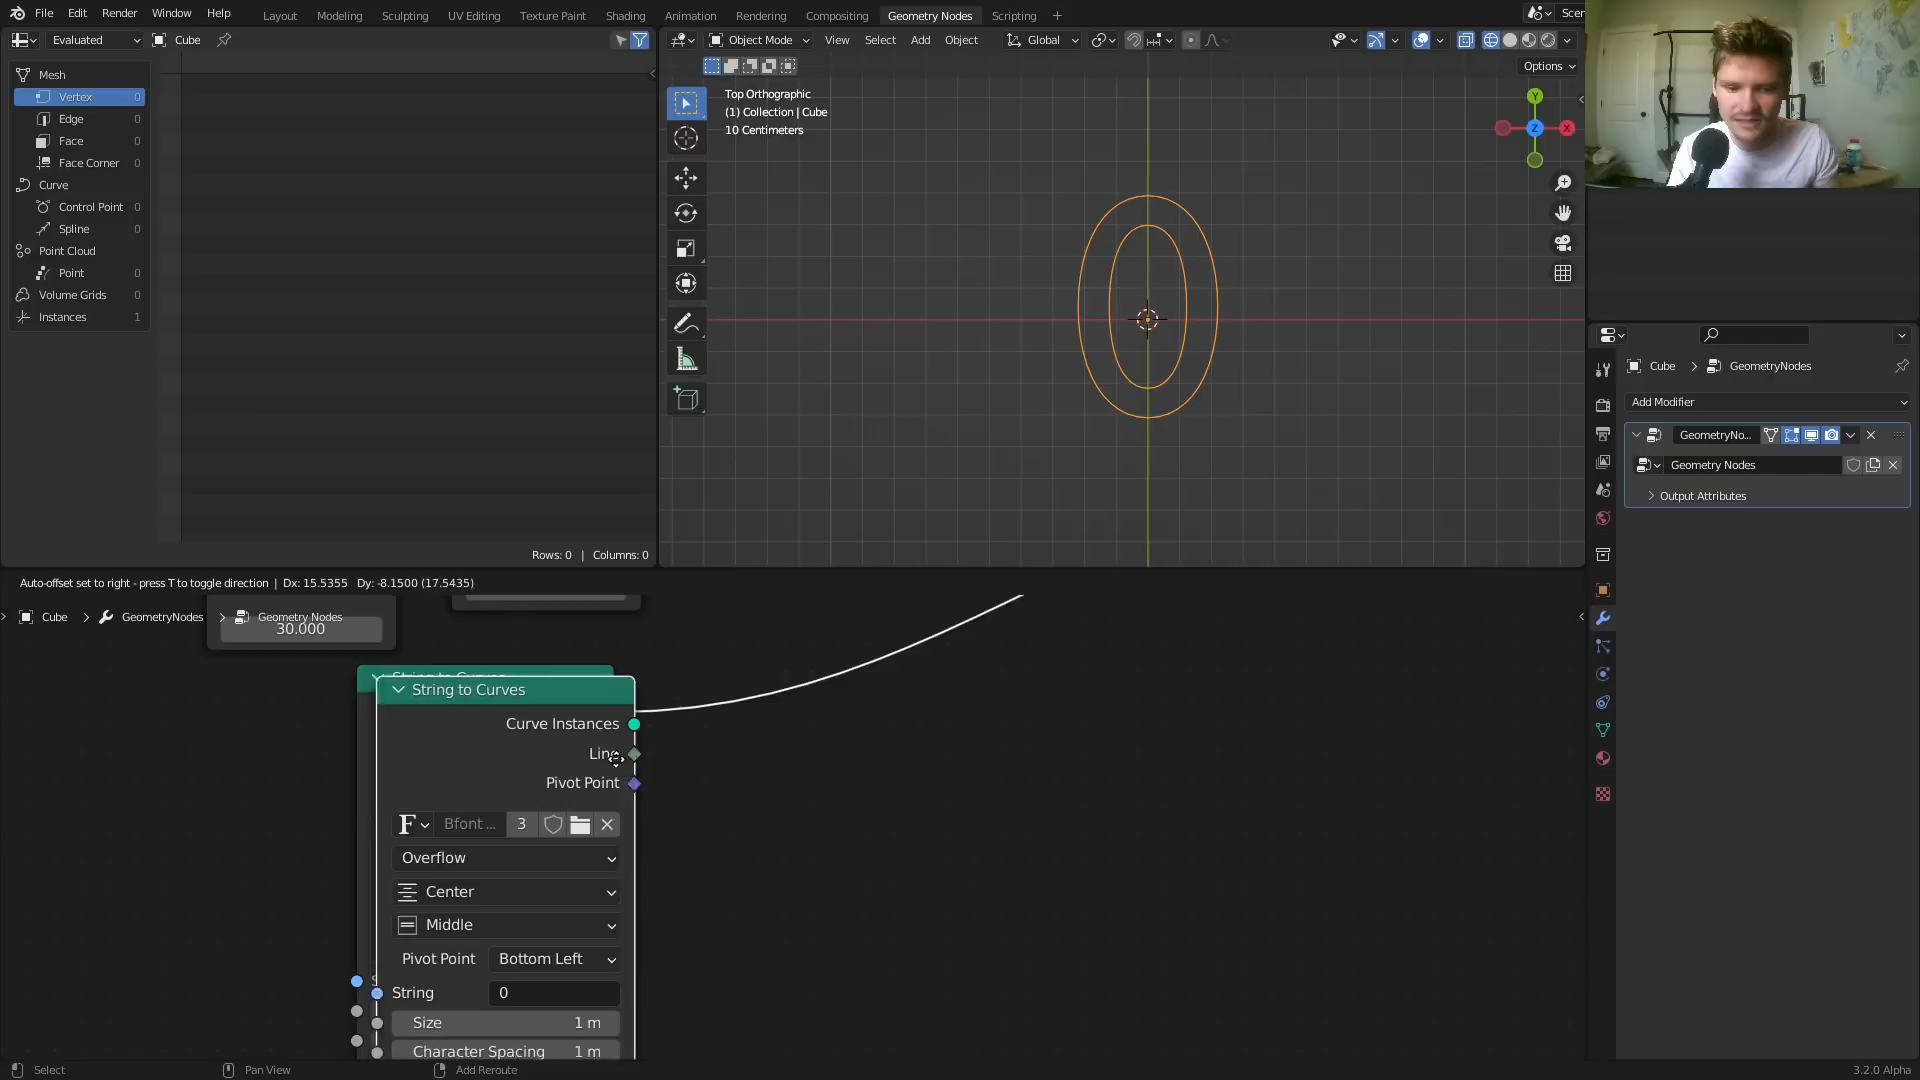 File Edit Render Window Help
Layout Modeling Sculpting UV Editing Texture Paint Shading Animation Rendering Compositing Geometry Nodes Scripting +
Scen
Evaluated Cube
Object Mode View Select Add Object Global
Options
Mesh
Vertex 0
Edge 0
Face 0
Face Corner 0
Curve
Control Point 0
Spline 0
Point Cloud
Point 0
Volume Grids 0
Instances 1
Rows: 0 | Columns: 0
Top Orthographic
(1) Collection | Cube
10 Centimeters
Y
Z
X
Cube > GeometryNodes
Add Modifier
GeometryNo...
Geometry Nodes
Output Attributes
Auto-offset set to right - press T to toggle direction | Dx: 15.5355 Dy: -8.1500 (17.5435)
Cube > GeometryNodes > Geometry Nodes
30.000
String to Curves
Curve Instances
Line
Pivot Point
F Bfont ... 3
Overflow
Center
Middle
Pivot Point Bottom Left
String 0
Size 1 m
Character Spacing 1 m
Select Pan View Add Reroute 3.2.0 Alpha